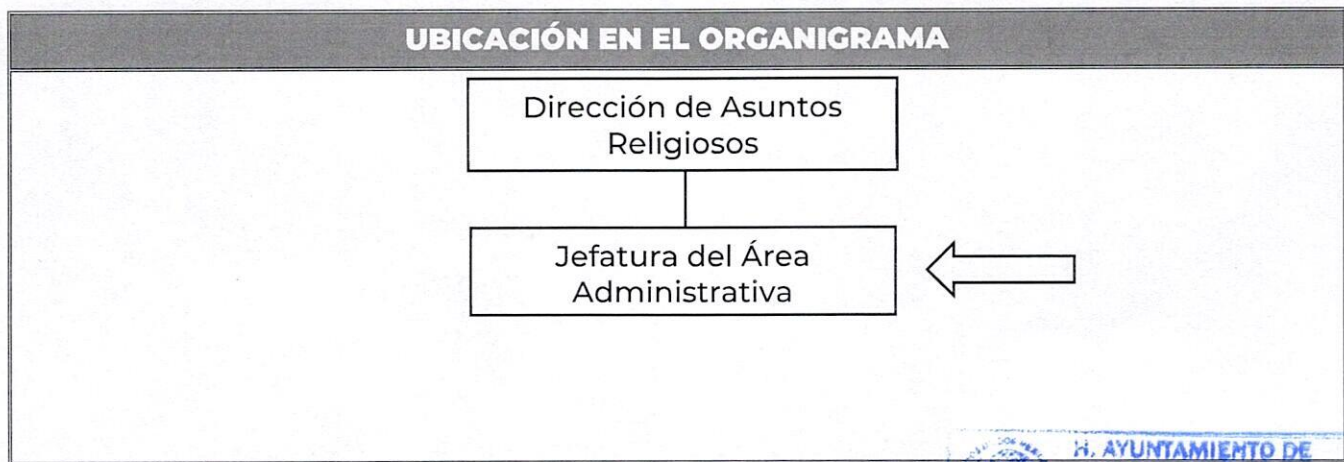 UBICACIÓN EN EL ORGANIGRAMA
Dirección de Asuntos
Religiosos
Jefatura del Área
Administrativa
H. AYUNTAMIENTO DE